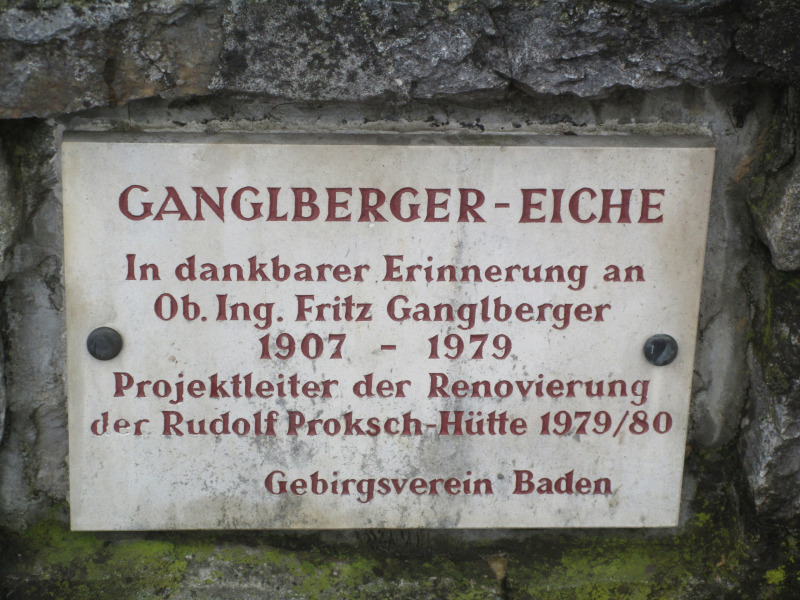 GANGLBERGER-EICHE
In dankbarer Erinnerung an
Ob. Ing. Fritz Ganglberger
1907 - 1979
Projektleiter der Renovierung
der Rudolf Proksch-Hütte 1979/80
Gebirgsverein Baden